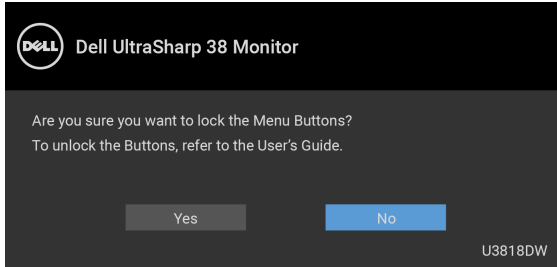 DELL
Dell UltraSharp 38 Monitor
Are you sure you want to lock the Menu Buttons?
To unlock the Buttons, refer to the User's Guide.
Yes
No
U3818DW